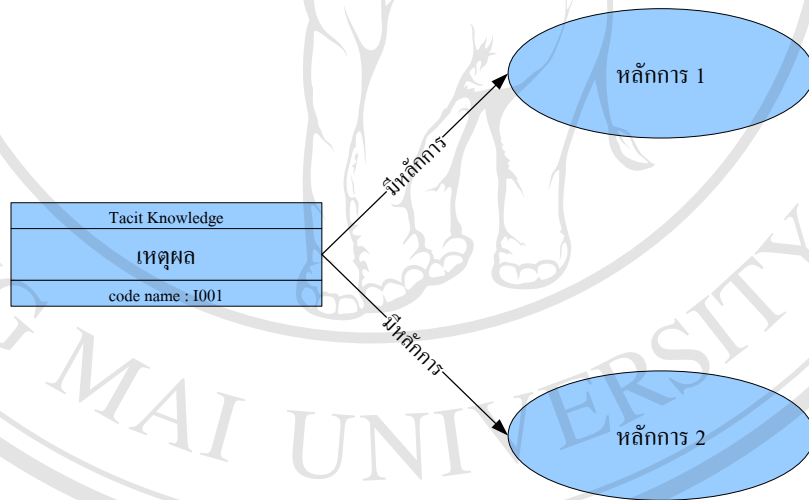 หลักการ 1
มีหลักการ
Tacit Knowledge
เหตุผล
code name : I001
มีหลักการ
หลักการ 2
G MAI UNIVERSITY